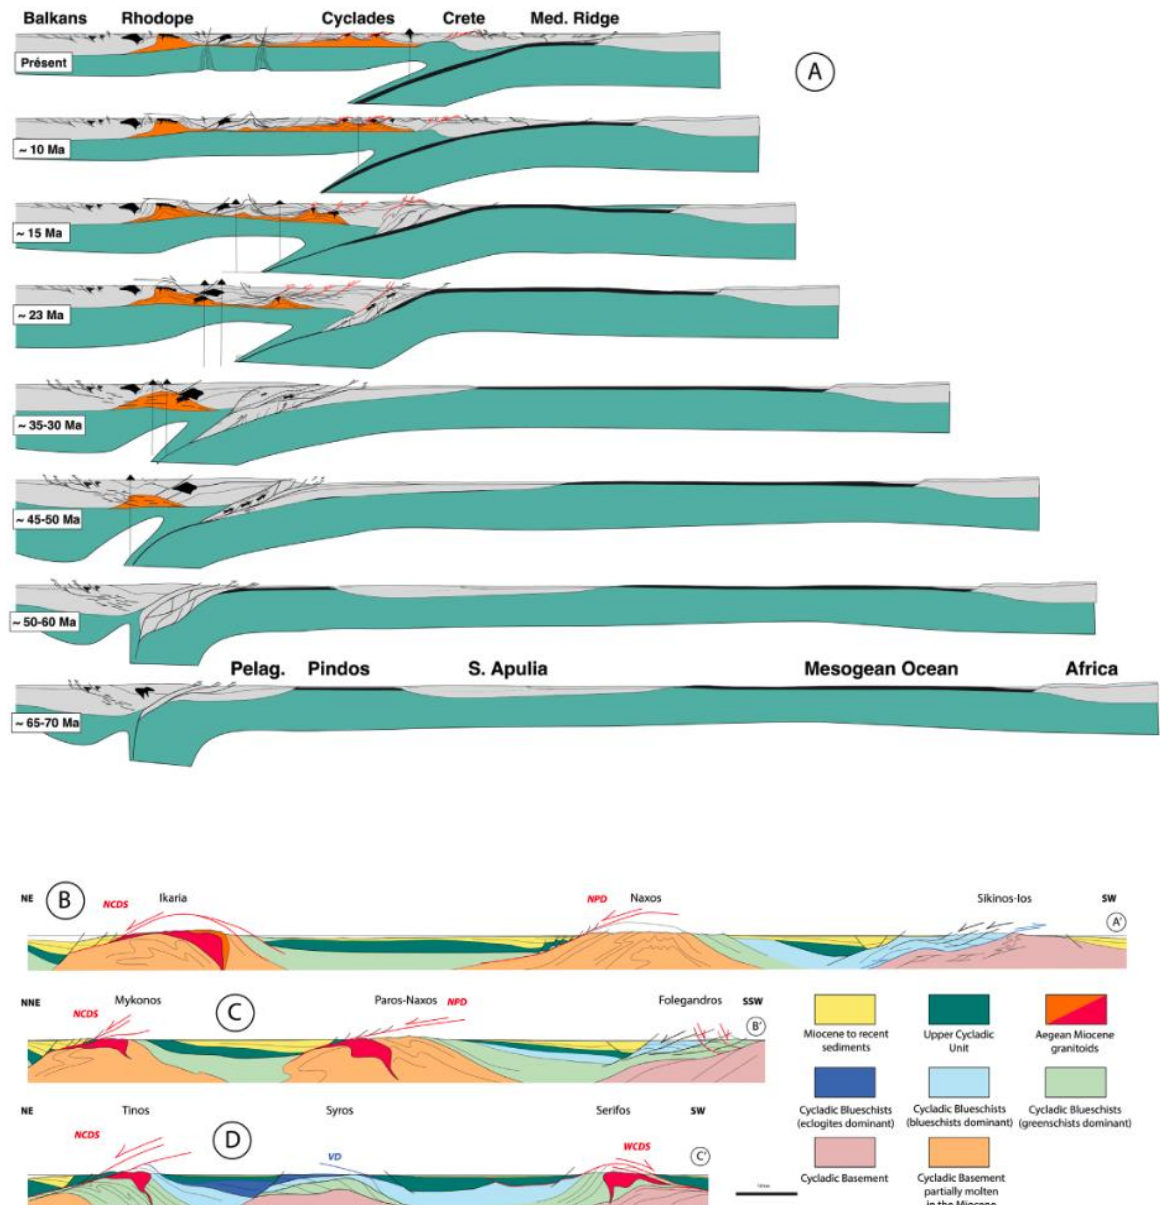 Balkans Rhodope Cyclades Crete Med. Ridge
Présent
A
~ 10 Ma
~ 15 Ma
~ 23 Ma
~ 35-30 Ma
~ 45-50 Ma
~ 50-60 Ma
Pelag. Pindos S. Apulia Mesogean Ocean Africa
~ 65-70 Ma
NE B Ikaria Naxos Sikinos-Ios SW
NCDS NPD
A'
NNE Mykonos C Paros-Naxos NPD Folegandros SSW
NCDS
B'
NE Tinos Syros Serifos SW
NCDS D VD WCDS
C'
Miocene to recent
sediments
Upper Cycladic
Unit
Aegean Miocene
granitoids
Cycladic Blueschists
(eclogites dominant)
Cycladic Blueschists
(blueschists dominant)
Cycladic Blueschists
(greenschists dominant)
Cycladic Basement
Cycladic Basement
partially molten
in the Miocene